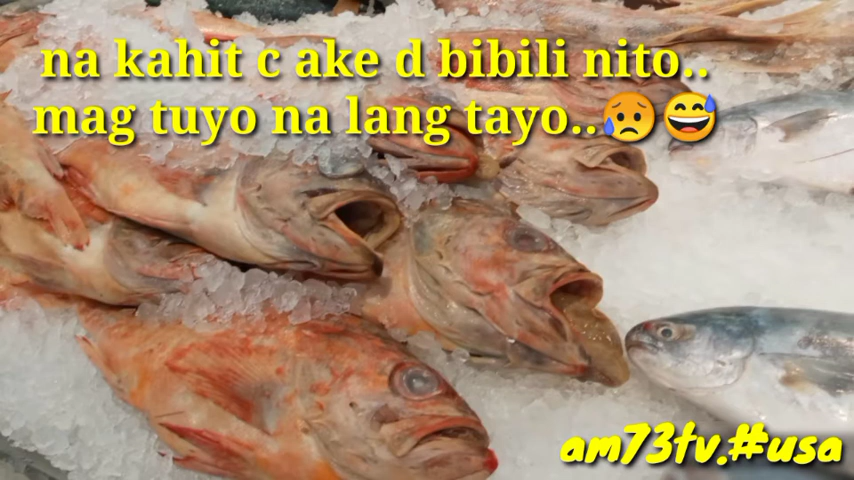 na kahit c ake d bibili nito..
mag tuyo na lang tayo..😥😅
am73tv.#usa